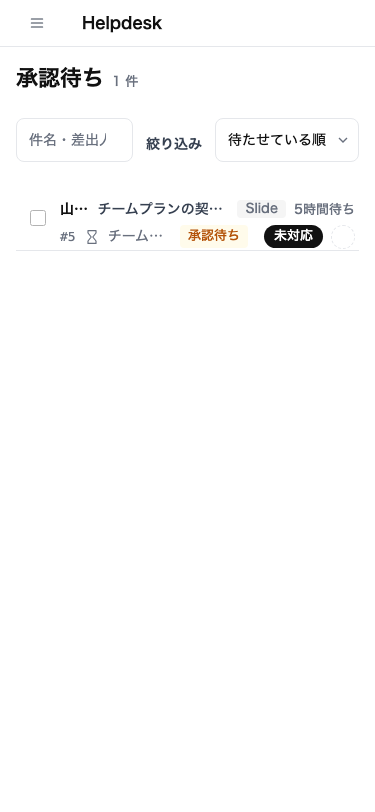 Helpdesk
承認待ち 1 件
件名・差出人 絞り込み 待たせている順
山… チームプランの契… Slide 5時間待ち
#5 チーム… 承認待ち 未対応